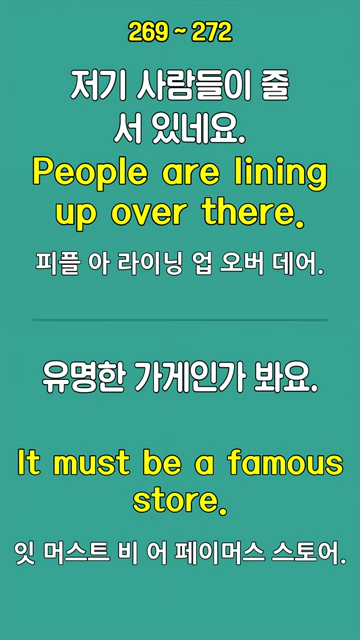 269 ~ 272
저기 사람들이 줄
서 있네요.
People are lining
up over there.
피플 아 라이닝 업 오버 데어.
유명한 가게인가 봐요.
It must be a famous
store.
잇 머스트 비 어 페이머스 스토어.